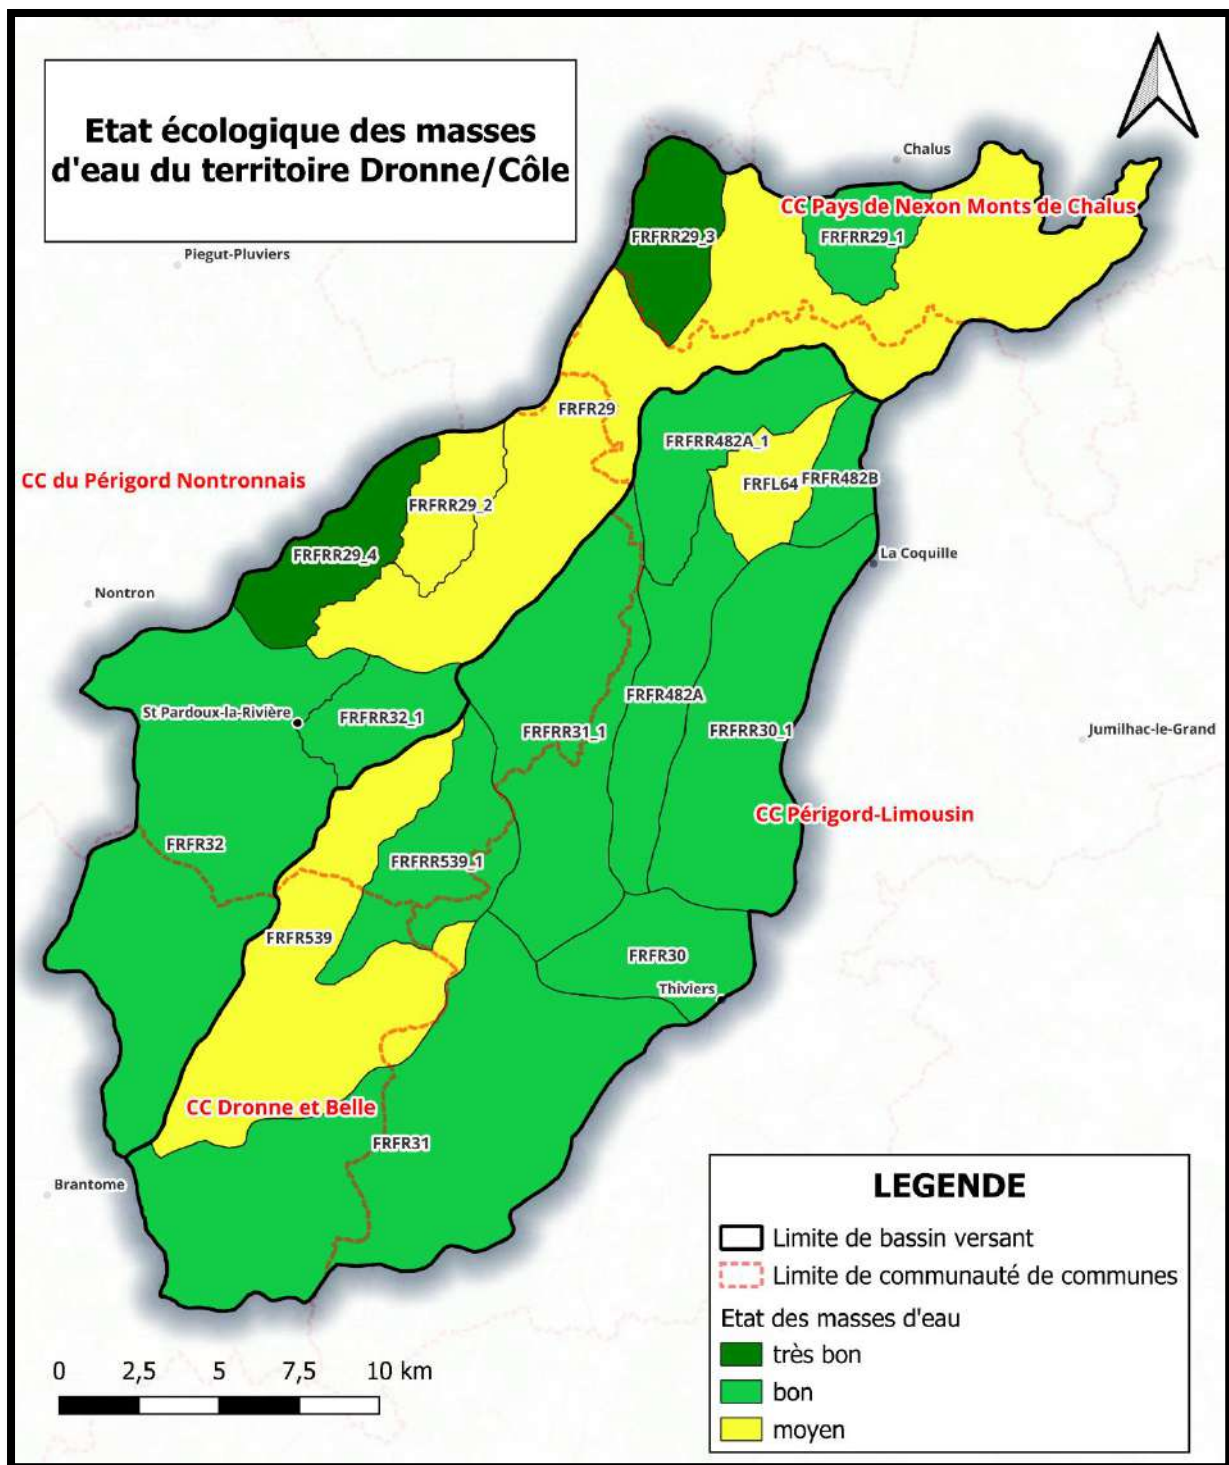 Etat écologique des masses
d'eau du territoire Dronne/Côle
Chalus
CC Pays de Nexon Monts de Chalus
FRFRR29_3
FRFRR29_1
Piegut-Pluviers
FRFR29
FRFRR482A_1
CC du Périgord Nontronnais
FRFL64
FRFR482B
FRFRR29_2
FRFRR29_4
La Coquille
Nontron
FRFR482A
St Pardoux-la-Rivière
FRFRR32_1
FRFRR31_1
FRFRR30_1
Jumilhac-le-Grand
CC Périgord-Limousin
FRFR32
FRFRR539_1
FRFR539
FRFR30
Thiviers
CC Dronne et Belle
FRFR31
Brantome
LEGENDE
Limite de bassin versant
Limite de communauté de communes
Etat des masses d'eau
très bon
bon
moyen
0 2,5 5 7,5 10 km